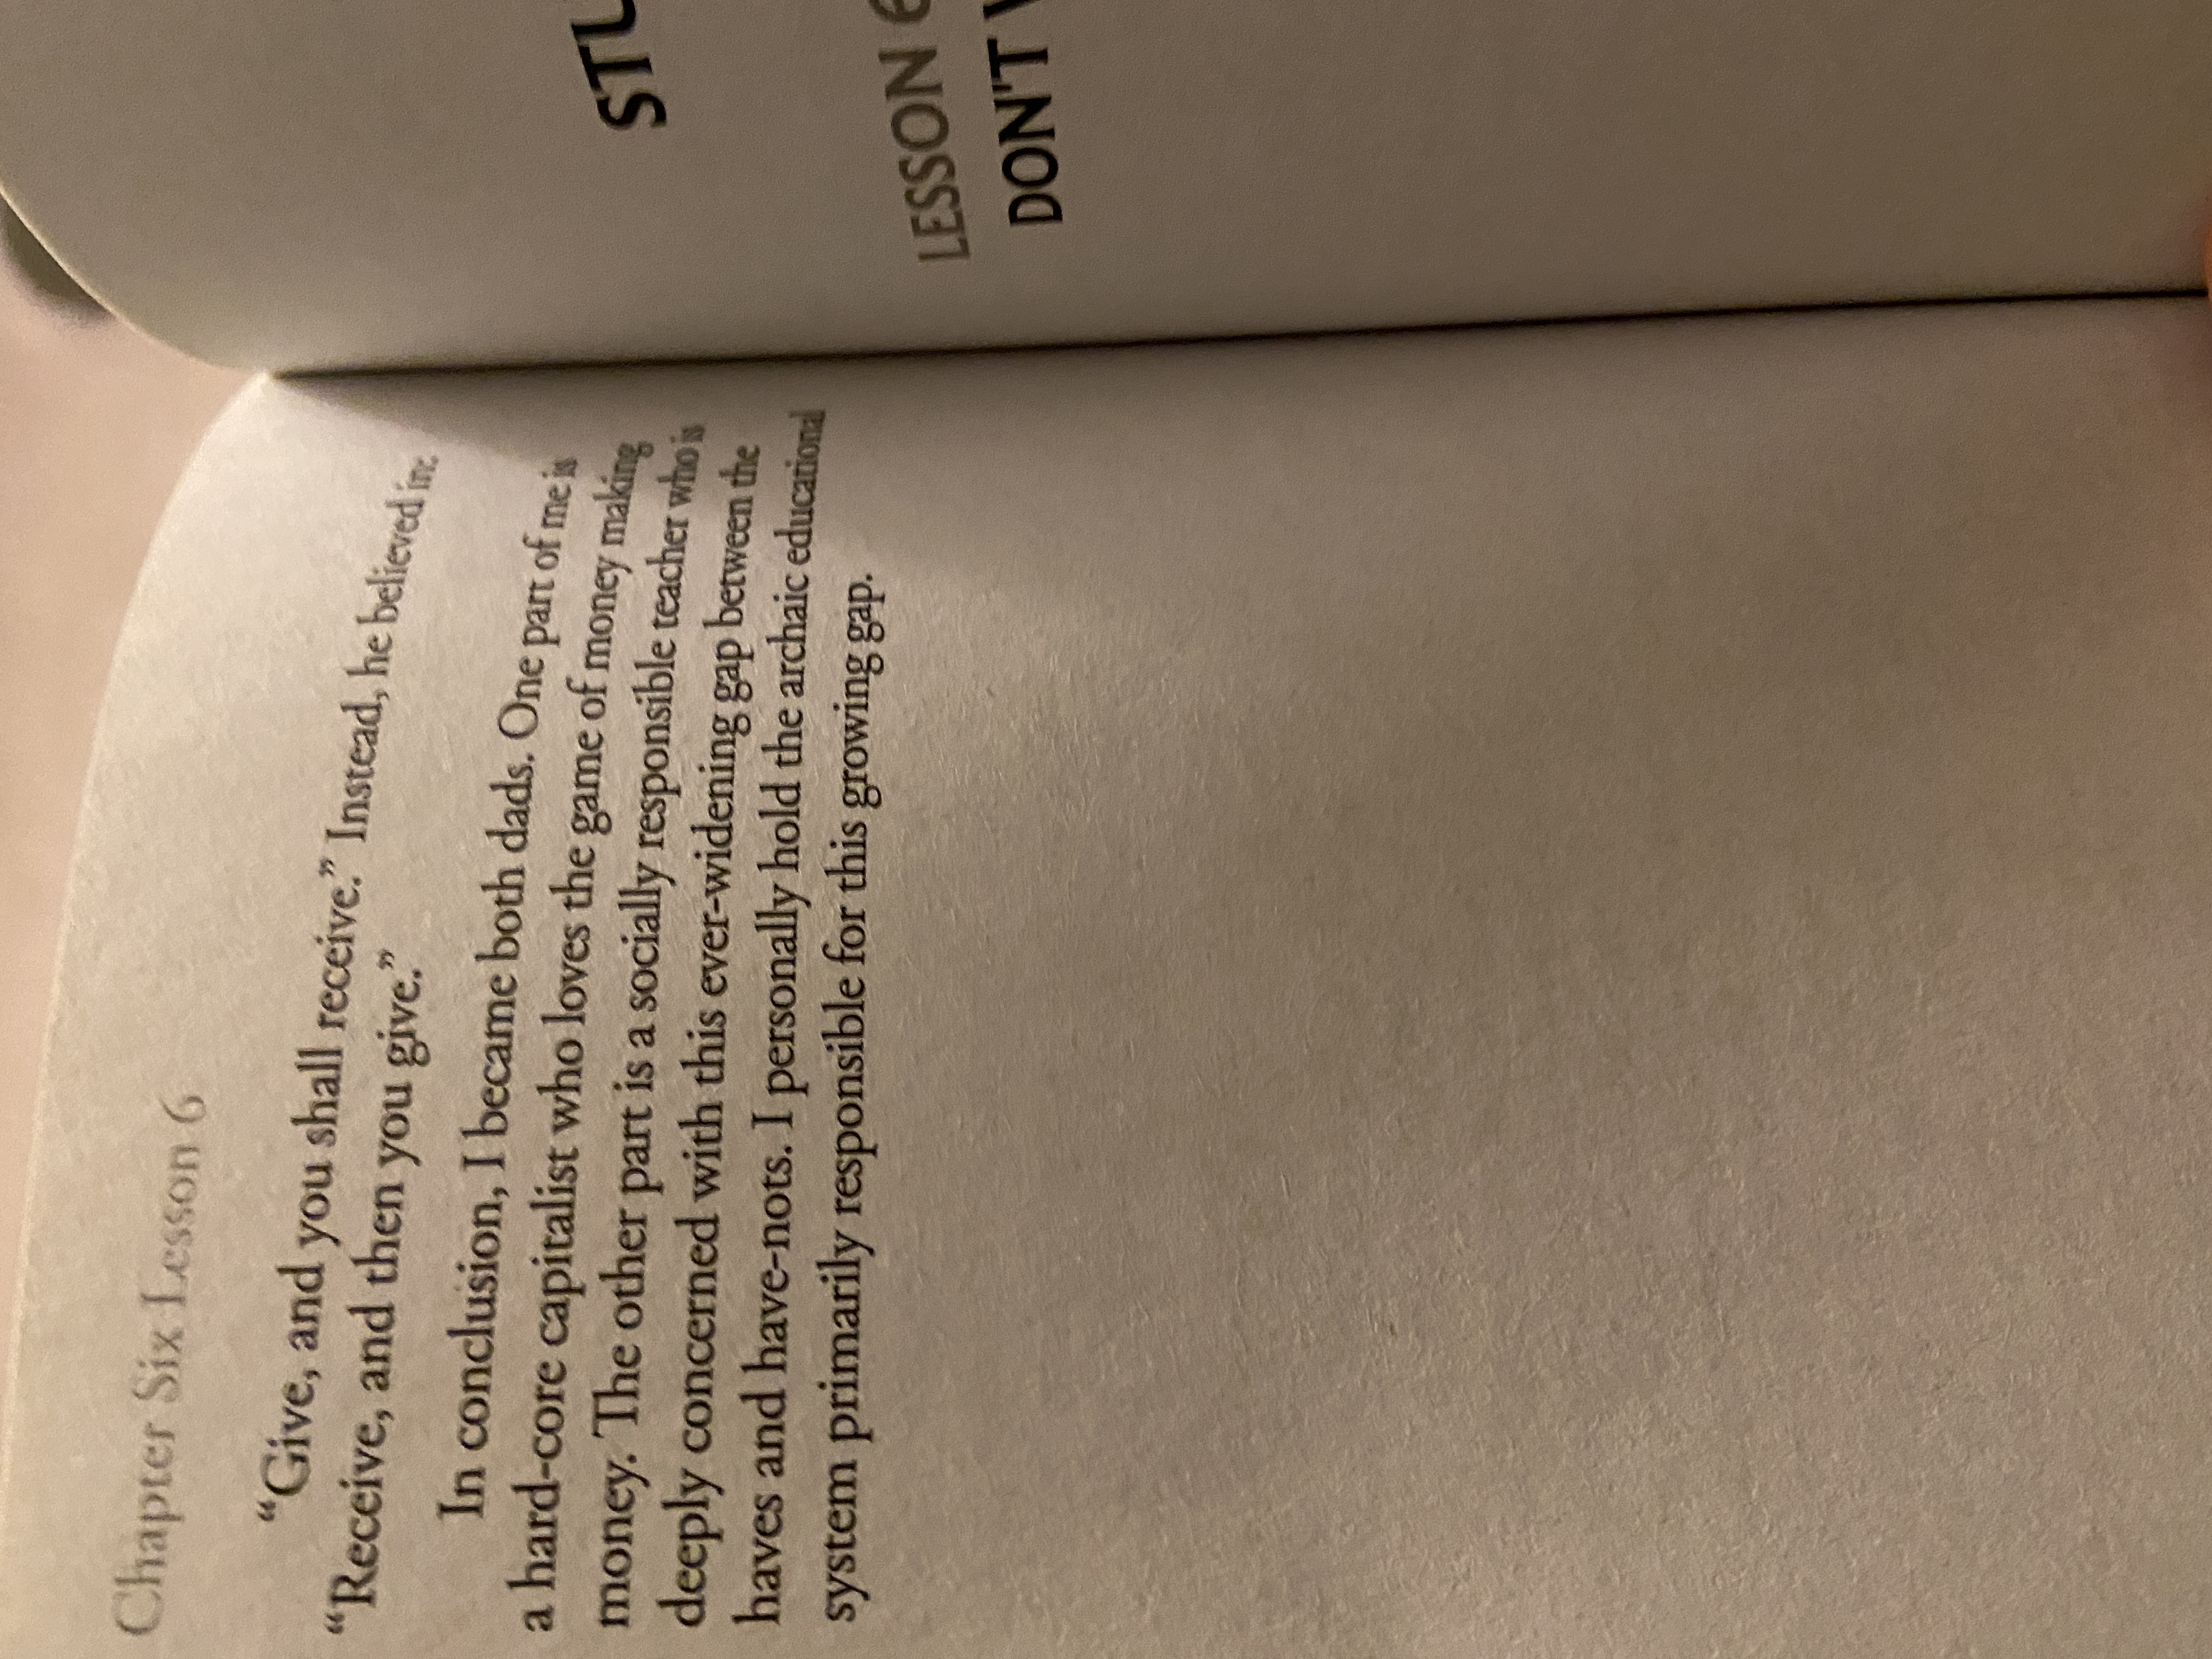 Chapter Six Lesson 6
“Give, and you shall receive.” Instead, he believed in:
“Receive, and then you give.”
In conclusion, I became both dads. One part of me is
a hard-core capitalist who loves the game of money making
money. The other part is a socially responsible teacher who is
deeply concerned with this ever-widening gap between the
haves and have-nots. I personally hold the archaic educational
system primarily responsible for this growing gap.
STU
LESSON 6
DON'T